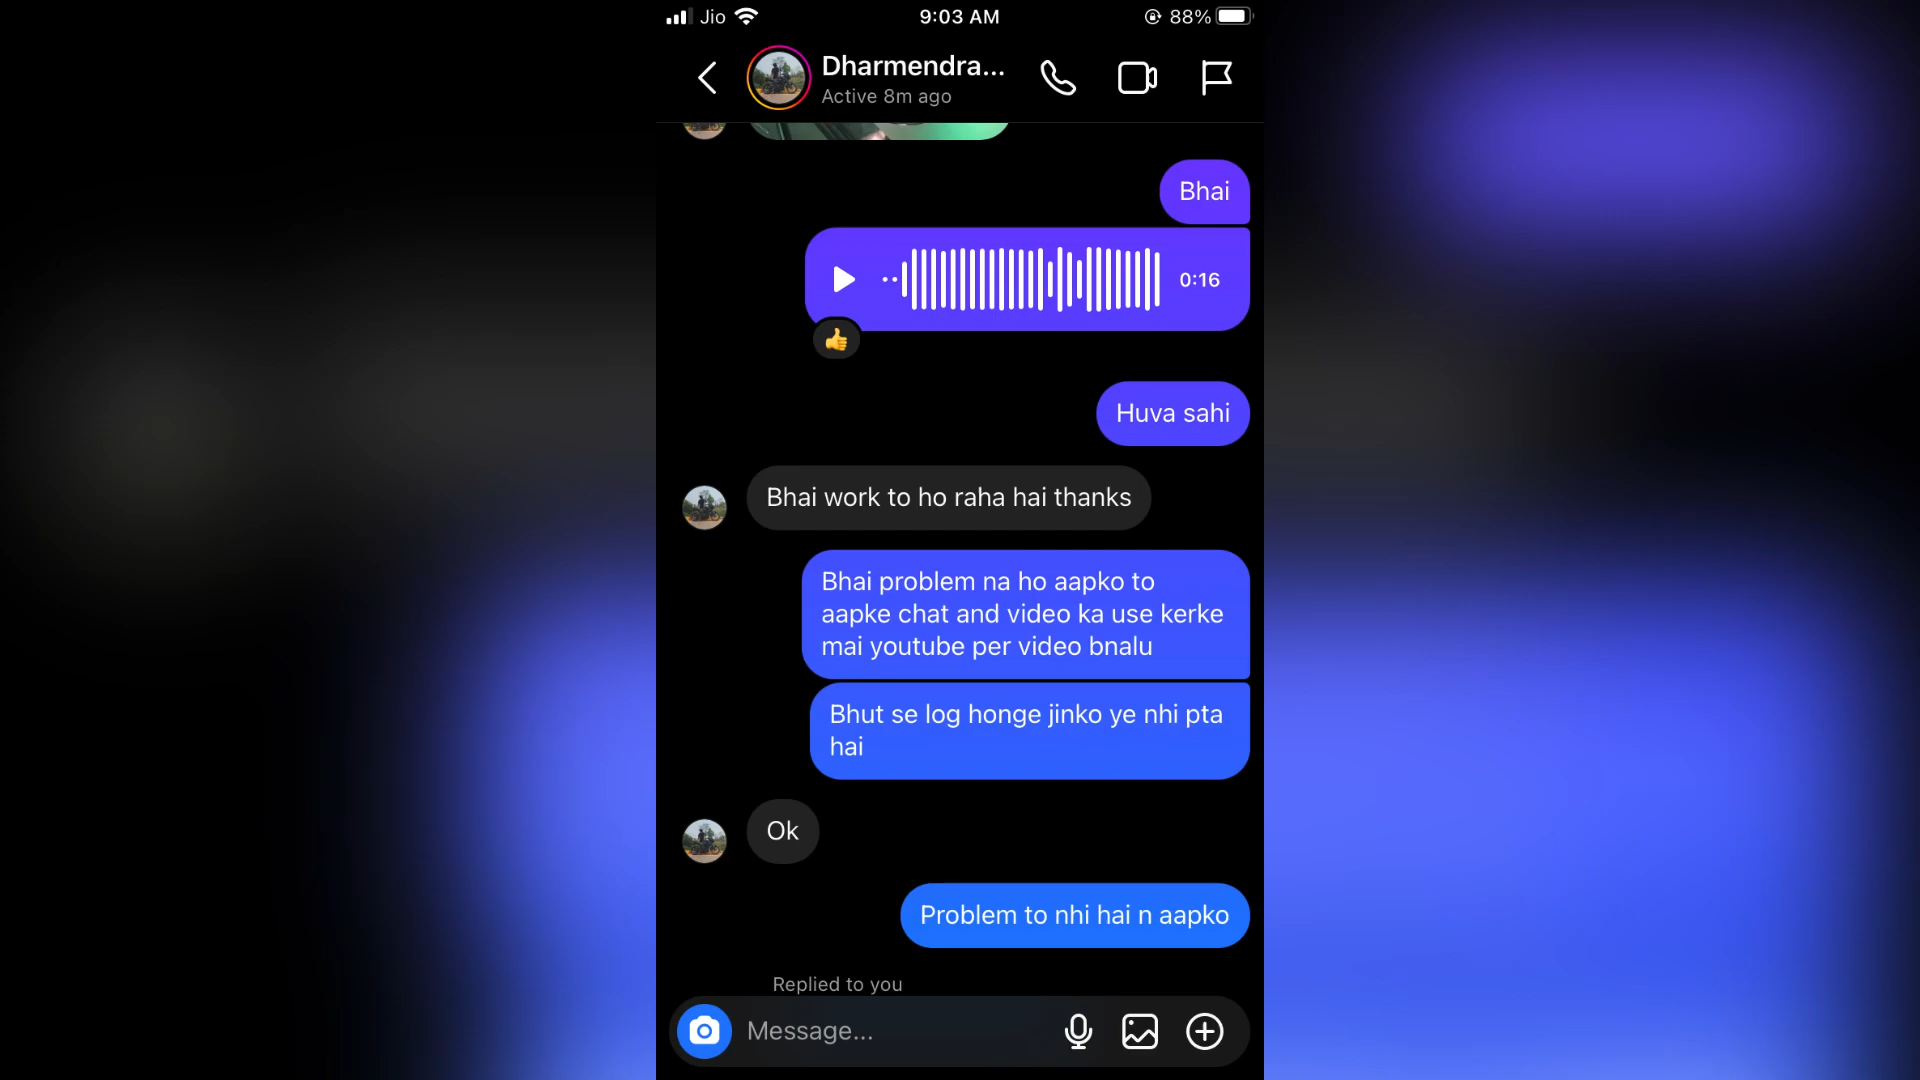 Jio
9:03 AM
88%
Dharmendra...
Active 8m ago
Bhai
0:16
Huva sahi
Bhai work to ho raha hai thanks
Bhai problem na ho aapko to
aapke chat and video ka use kerke
mai youtube per video bnalu
Bhut se log honge jinko ye nhi pta
hai
Ok
Problem to nhi hai n aapko
Replied to you
Message...